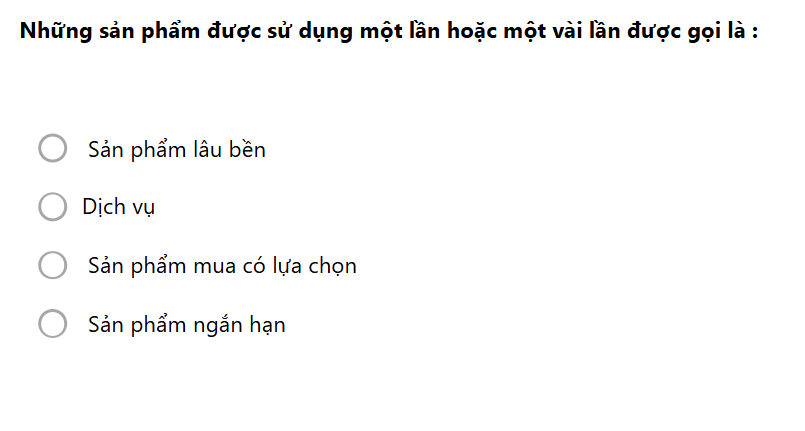 Những sản phẩm được sử dụng một lần hoặc một vài lần được gọi là :
Sản phẩm lâu bền
Dịch vụ
Sản phẩm mua có lựa chọn
Sản phẩm ngắn hạn